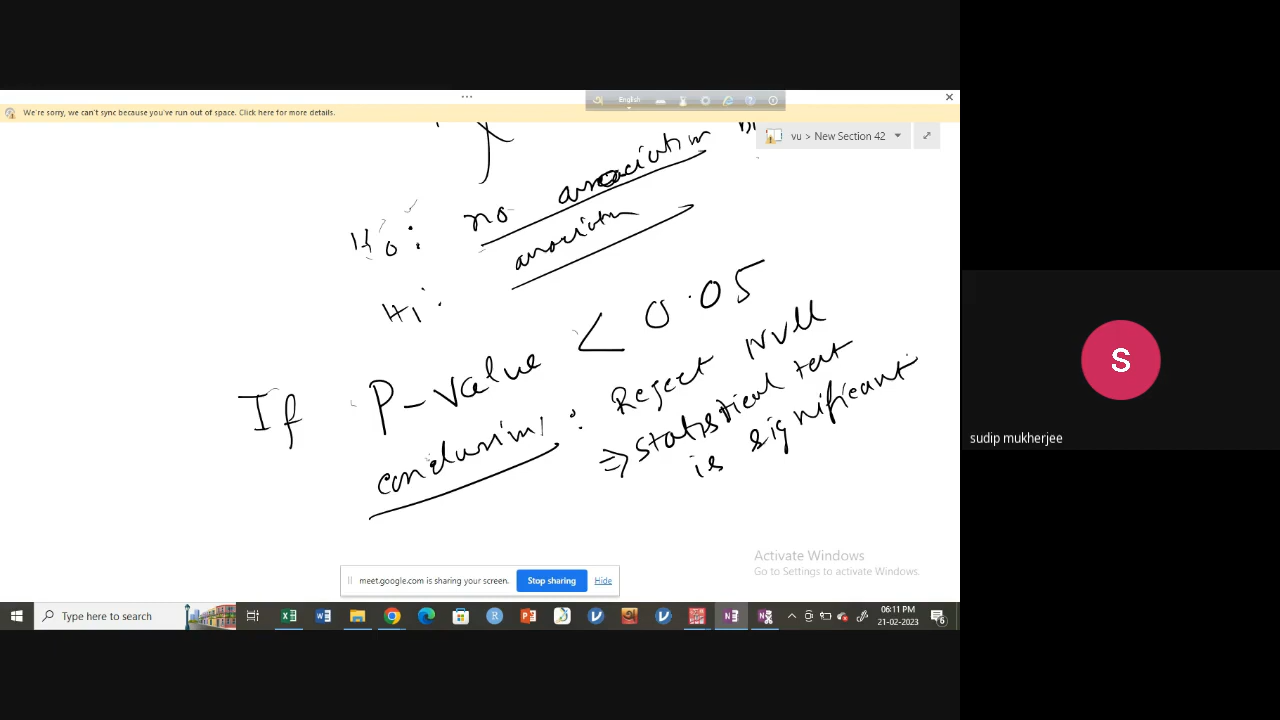 We're sorry, we can't sync because you've run out of space. Click here for more details.
English
vu > New Section 42
Ho: no association
H1: association
If P-value < 0.05
conclusion: Reject Null
⇒ statistical test
is significant
S
sudip mukherjee
Activate Windows
Go to Settings to activate Windows.
meet.google.com is sharing your screen. Stop sharing Hide
Type here to search
06:11 PM
21-02-2023
6